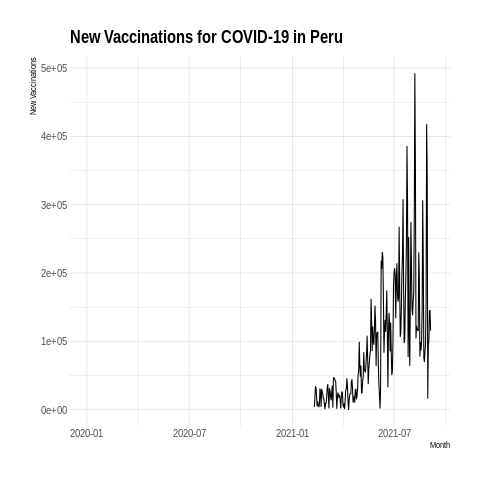 New Vaccinations for COVID-19 in Peru
New Vaccinations
5e+05
4e+05
3e+05
2e+05
1e+05
0e+00
2020-01 2020-07 2021-01 2021-07
Month